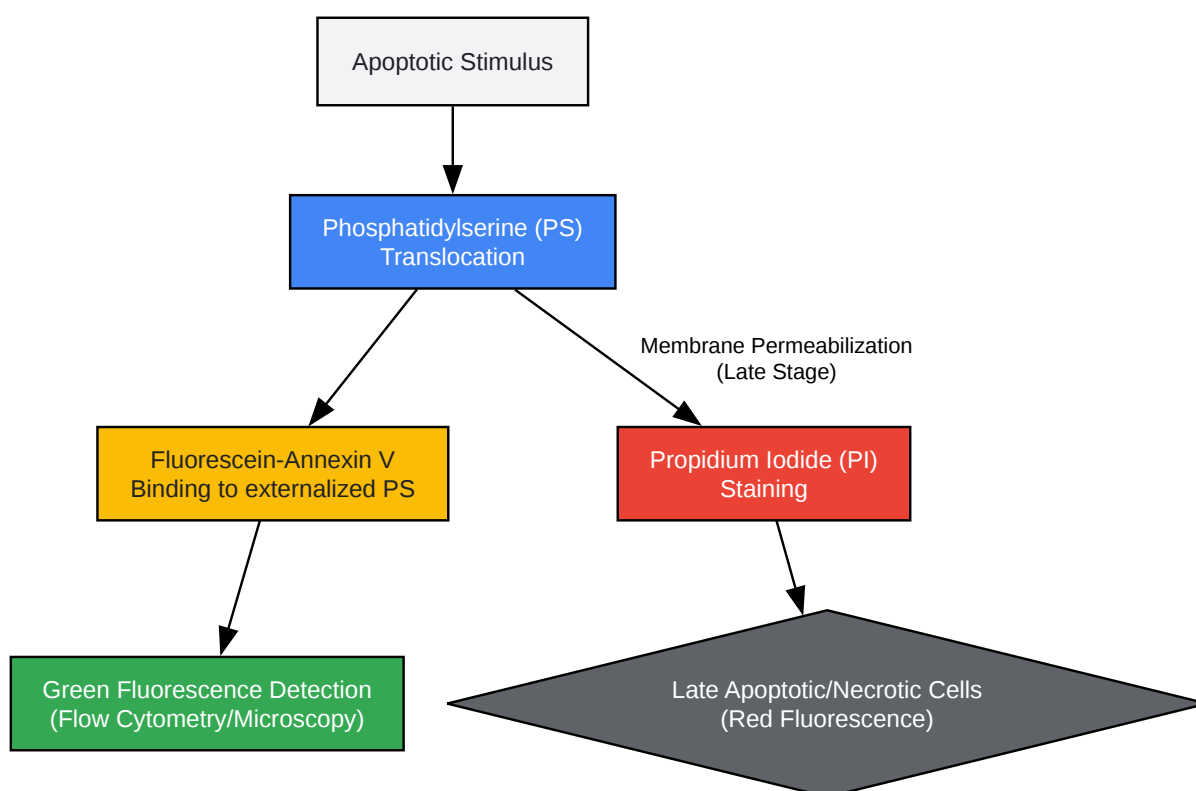 Apoptotic Stimulus
Phosphatidylserine (PS)
Translocation
Membrane Permeabilization
(Late Stage)
Fluorescein-Annexin V
Binding to externalized PS
Propidium Iodide (PI)
Staining
Green Fluorescence Detection
(Flow Cytometry/Microscopy)
Late Apoptotic/Necrotic Cells
(Red Fluorescence)